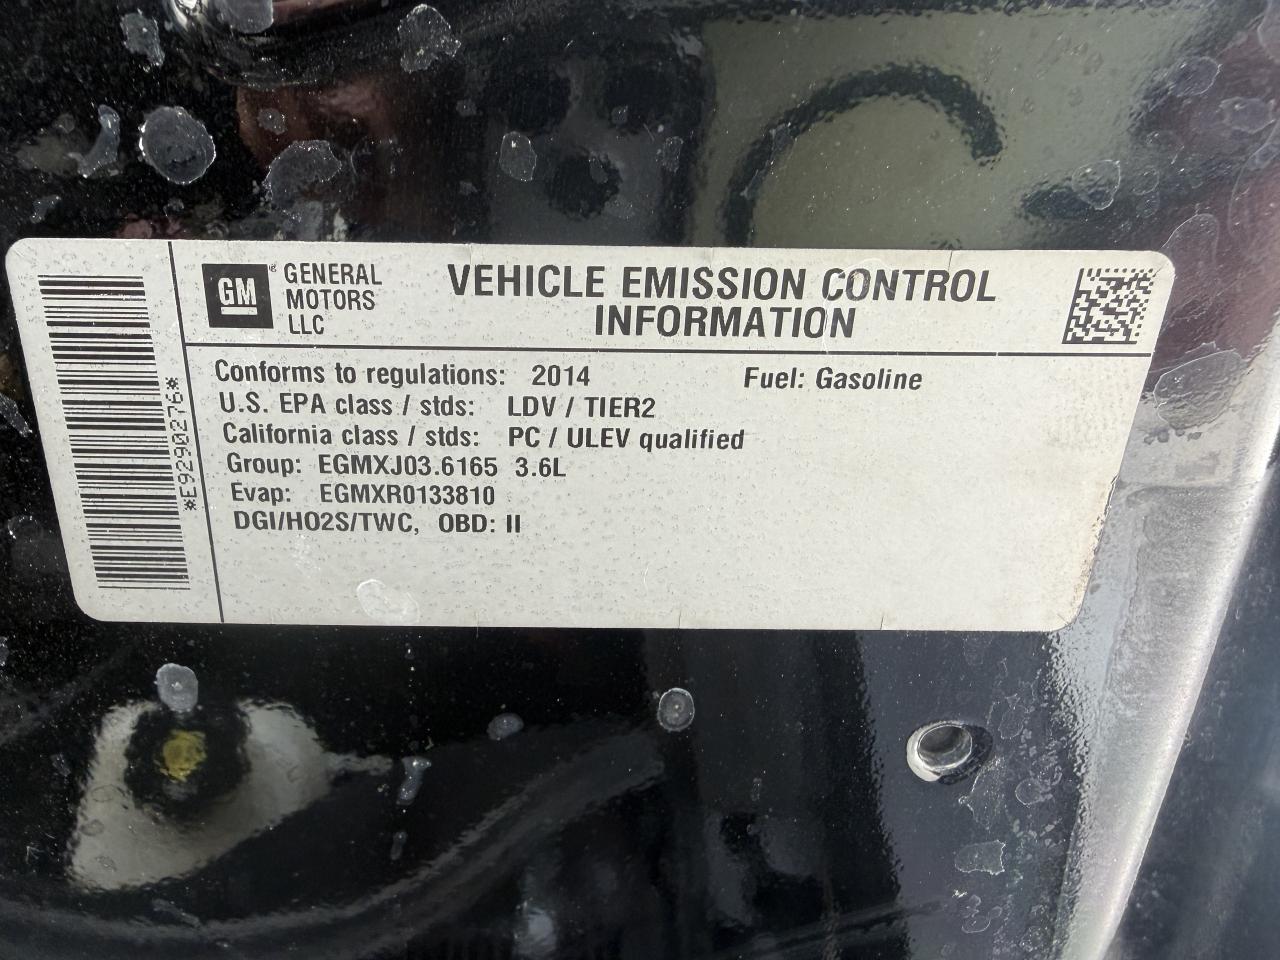 GM
GENERAL
MOTORS
LLC
VEHICLE EMISSION CONTROL
INFORMATION
Conforms to regulations: 2014 Fuel: Gasoline
U.S. EPA class / stds: LDV / TIER2
California class / stds: PC / ULEV qualified
Group: EGMXJ03.6165 3.6L
Evap: EGMXR0133810
DGI/HO2S/TWC, OBD: II
*E9290276*